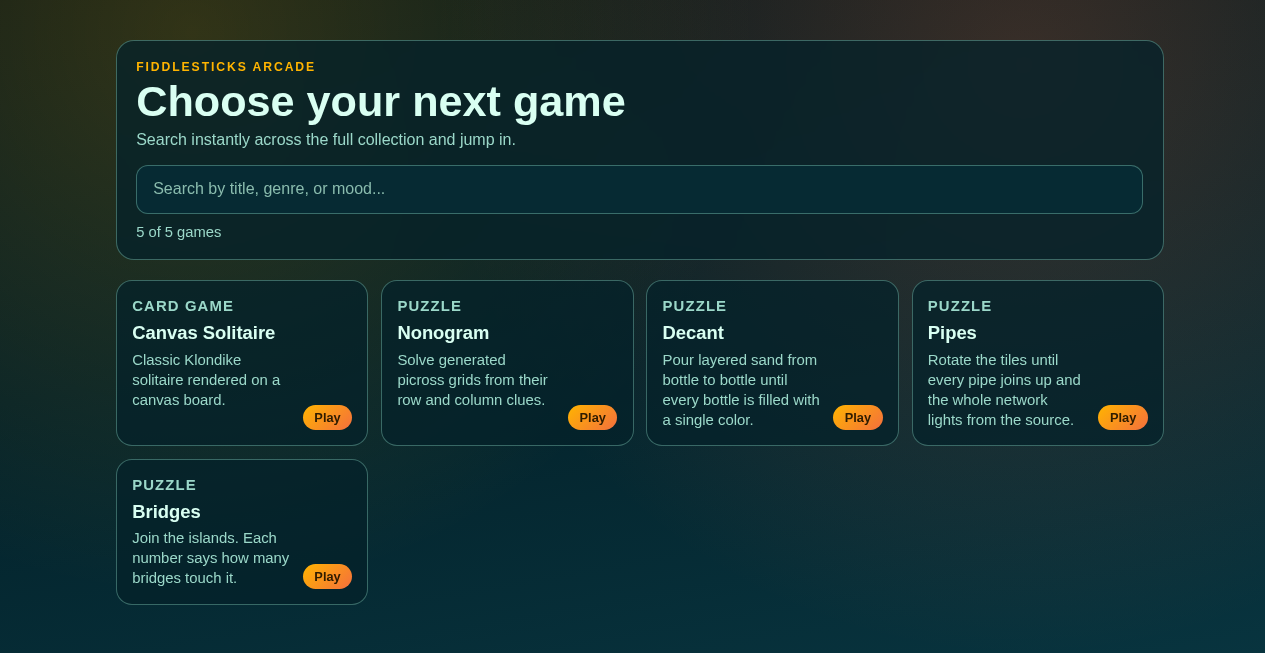 FIDDLESTICKS ARCADE
Choose your next game
Search instantly across the full collection and jump in.
Search by title, genre, or mood...
5 of 5 games
CARD GAME
Canvas Solitaire
Classic Klondike
solitaire rendered on a
canvas board.
Play
PUZZLE
Nonogram
Solve generated
picross grids from their
row and column clues.
Play
PUZZLE
Decant
Pour layered sand from
bottle to bottle until
every bottle is filled with
a single color.
Play
PUZZLE
Pipes
Rotate the tiles until
every pipe joins up and
the whole network
lights from the source.
Play
PUZZLE
Bridges
Join the islands. Each
number says how many
bridges touch it.
Play